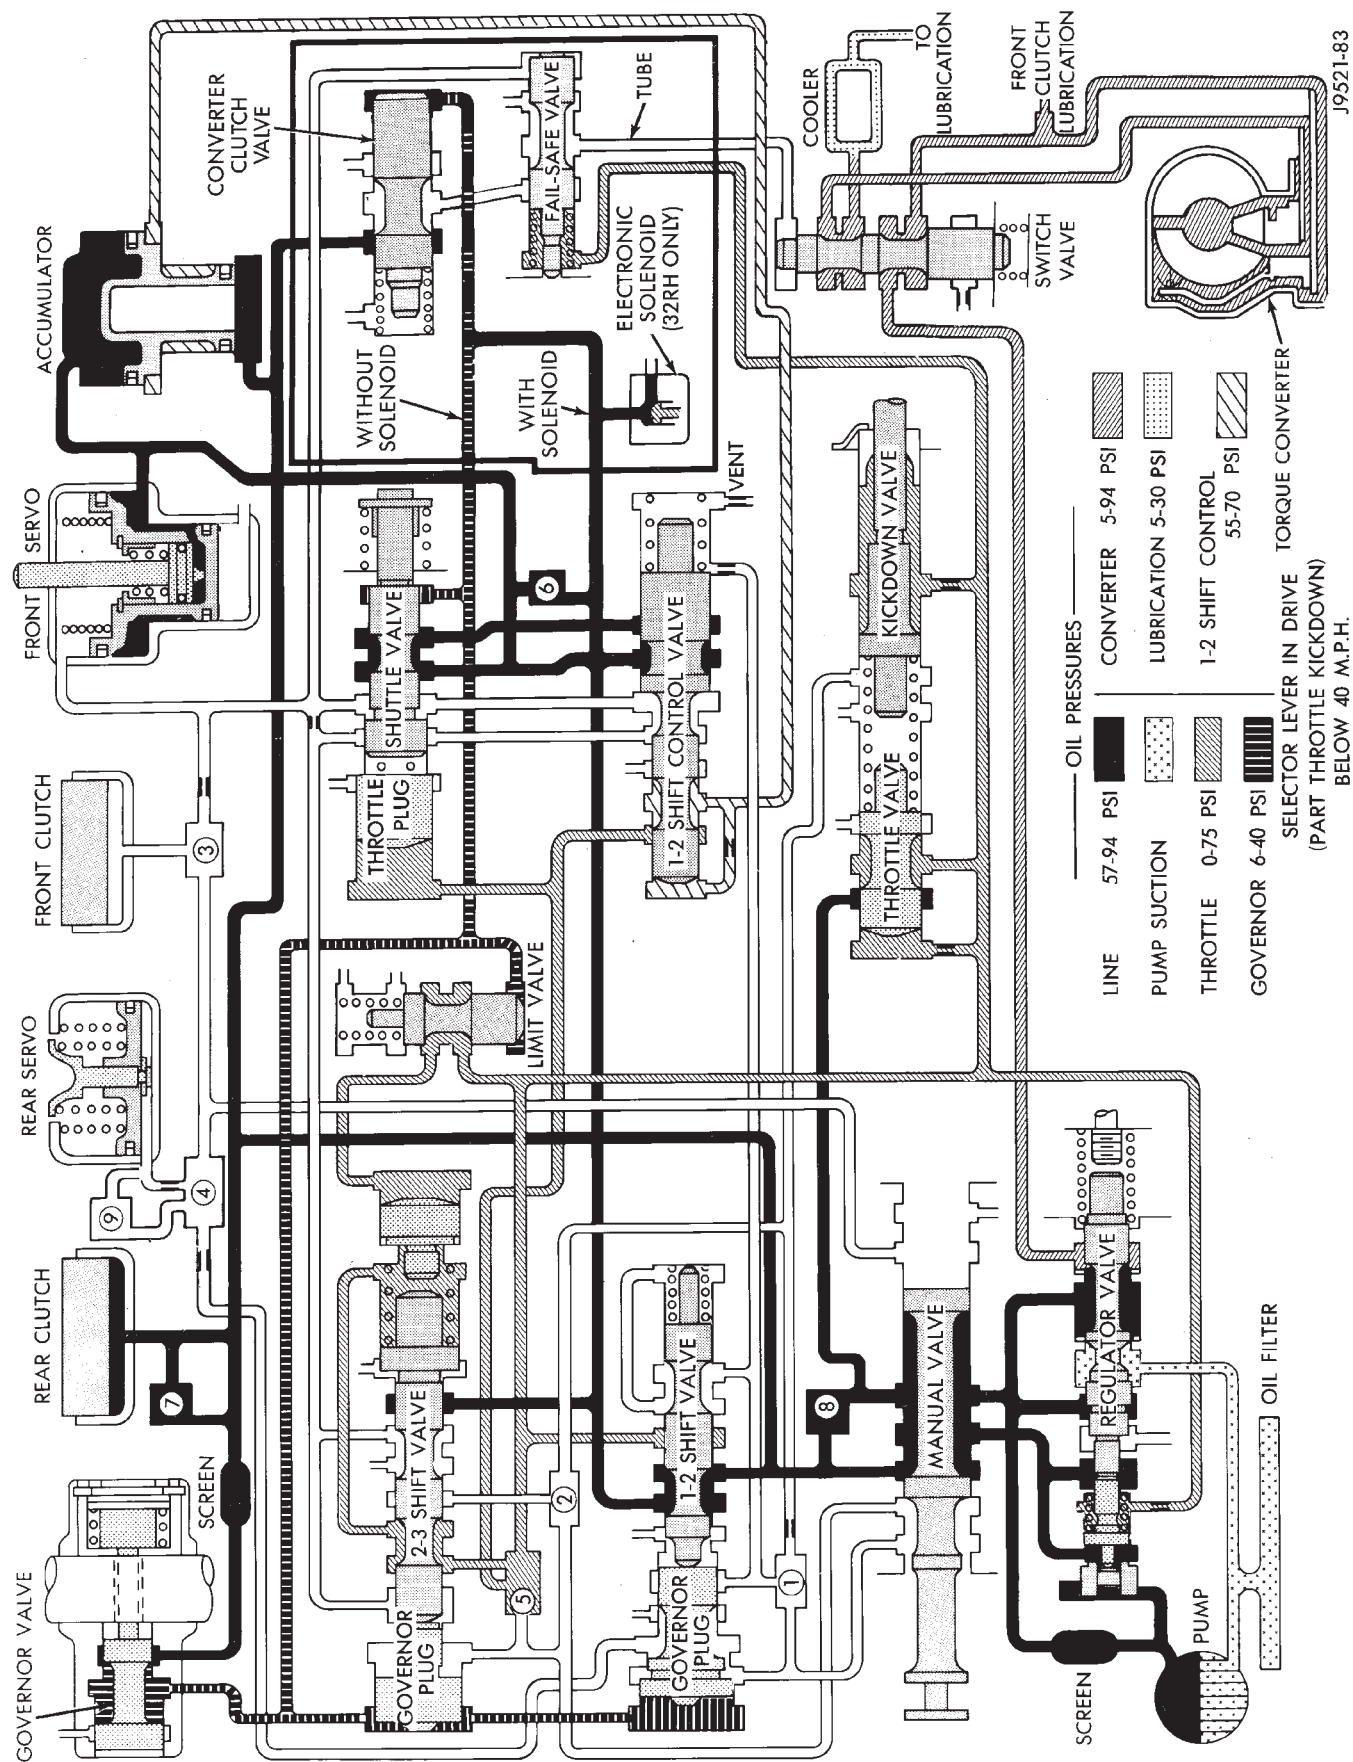 GOVERNOR VALVE
SCREEN
REAR CLUTCH
7
9
4
REAR SERVO
FRONT CLUTCH
3
FRONT SERVO
ACCUMULATOR
CONVERTER
CLUTCH
VALVE
WITHOUT
SOLENOID
WITH
SOLENOID
ELECTRONIC
SOLENOID
(32RH ONLY)
FAIL-SAFE VALVE
TUBE
GOVERNOR
PLUG
2-3 SHIFT VALVE
5
2
LIMIT VALVE
THROTTLE
PLUG
SHUTTLE VALVE
6
VENT
1-2 SHIFT CONTROL VALVE
GOVERNOR
PLUG
1-2 SHIFT VALVE
1
8
THROTTLE VALVE
KICKDOWN VALVE
SWITCH
VALVE
COOLER
TO
LUBRICATION
FRONT
CLUTCH
LUBRICATION
MANUAL VALVE
REGULATOR VALVE
SCREEN
PUMP
OIL FILTER
OIL PRESSURES
LINE 57-94 PSI
PUMP SUCTION
THROTTLE 0-75 PSI
GOVERNOR 6-40 PSI
CONVERTER 5-94 PSI
LUBRICATION 5-30 PSI
1-2 SHIFT CONTROL
55-70 PSI
TORQUE CONVERTER
SELECTOR LEVER IN DRIVE
(PART THROTTLE KICKDOWN)
BELOW 40 M.P.H.
J9521-83